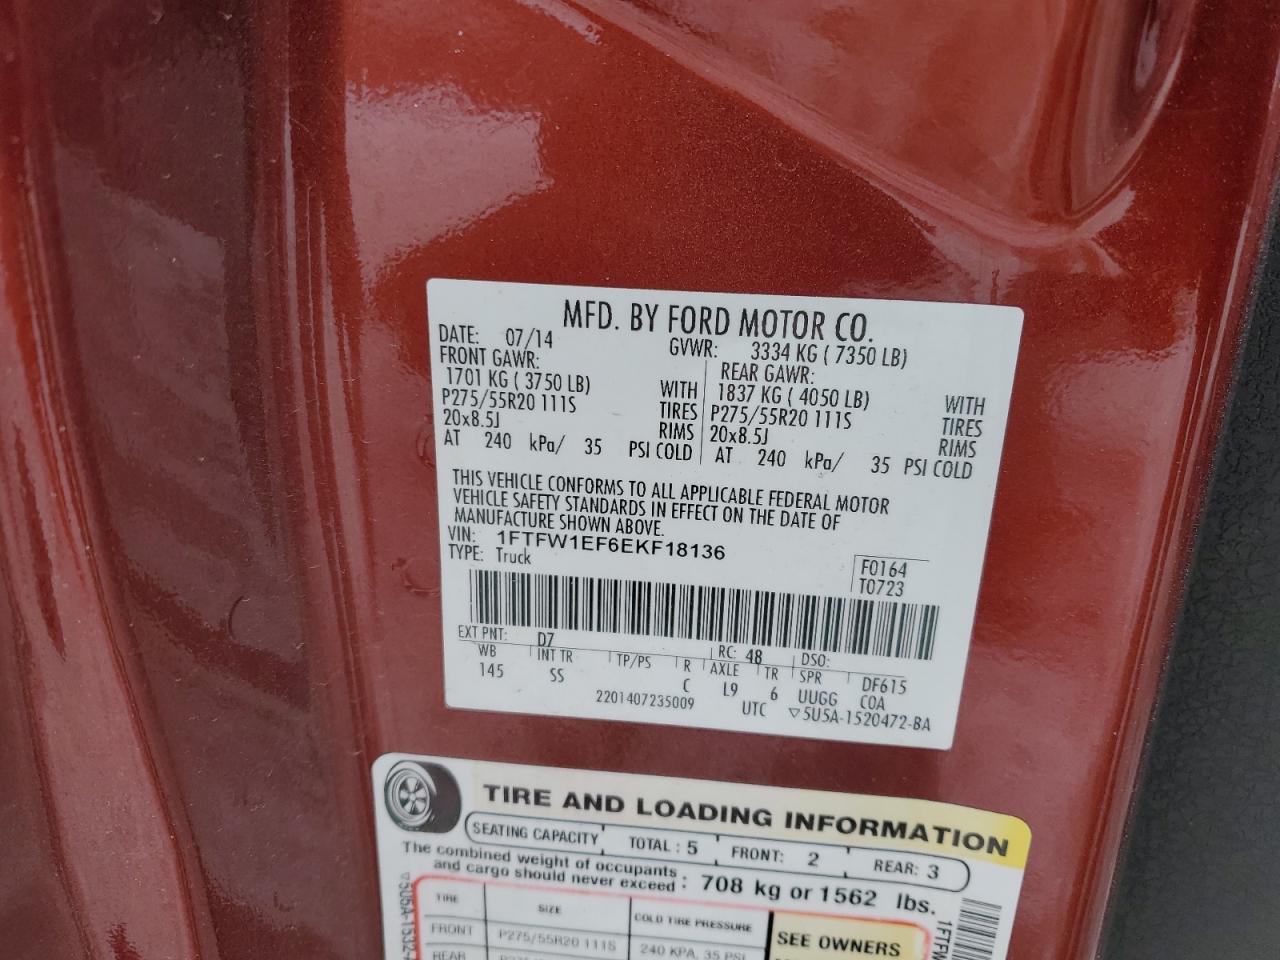 MFD. BY FORD MOTOR CO.
DATE: 07/14 GVWR: 3334 KG ( 7350 LB)
FRONT GAWR: REAR GAWR:
1701 KG ( 3750 LB) WITH 1837 KG ( 4050 LB) WITH
P275/55R20 111S TIRES P275/55R20 111S TIRES
20x8.5J RIMS 20x8.5J RIMS
AT 240 kPa/ 35 PSI COLD AT 240 kPa/ 35 PSI COLD
THIS VEHICLE CONFORMS TO ALL APPLICABLE FEDERAL MOTOR
VEHICLE SAFETY STANDARDS IN EFFECT ON THE DATE OF
MANUFACTURE SHOWN ABOVE.
VIN: 1FTFW1EF6EKF18136
TYPE: Truck
F0164
T0723
EXT PNT: D7 RC: 48 DSO:
WB INT TR TP/PS R AXLE TR SPR DF615
145 SS C L9 6 UUGG COA
2201407235009 UTC ▽5U5A-1520472-BA
TIRE AND LOADING INFORMATION
SEATING CAPACITY TOTAL : 5 FRONT: 2 REAR: 3
The combined weight of occupants
and cargo should never exceed : 708 kg or 1562 lbs.
TIRE SIZE COLD TIRE PRESSURE
FRONT P275/55R20 111S 240 KPA, 35 PSI
SEE OWNERS
REAR
▽5U5A-1532
1FTFW